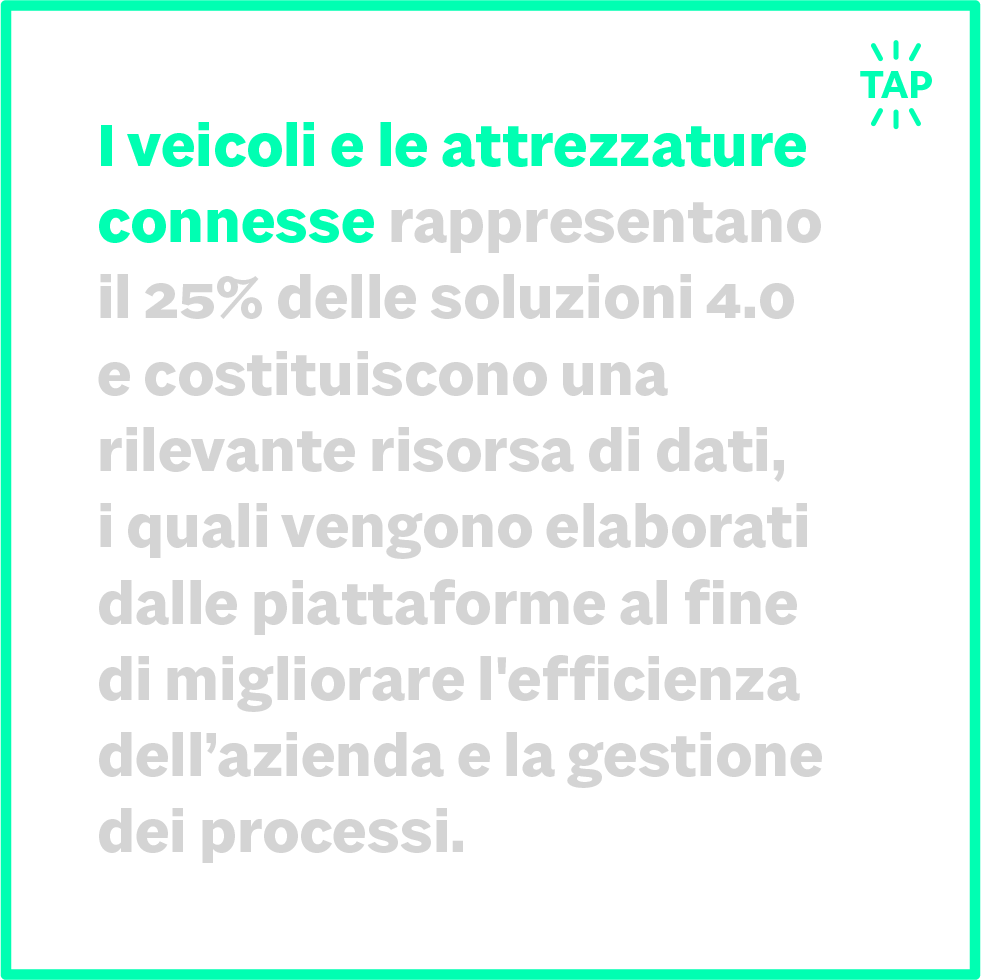 TAP
I veicoli e le attrezzature
connesse rappresentano
il 25% delle soluzioni 4.0
e costituiscono una
rilevante risorsa di dati,
i quali vengono elaborati
dalle piattaforme al fine
di migliorare l'efficienza
dell’azienda e la gestione
dei processi.